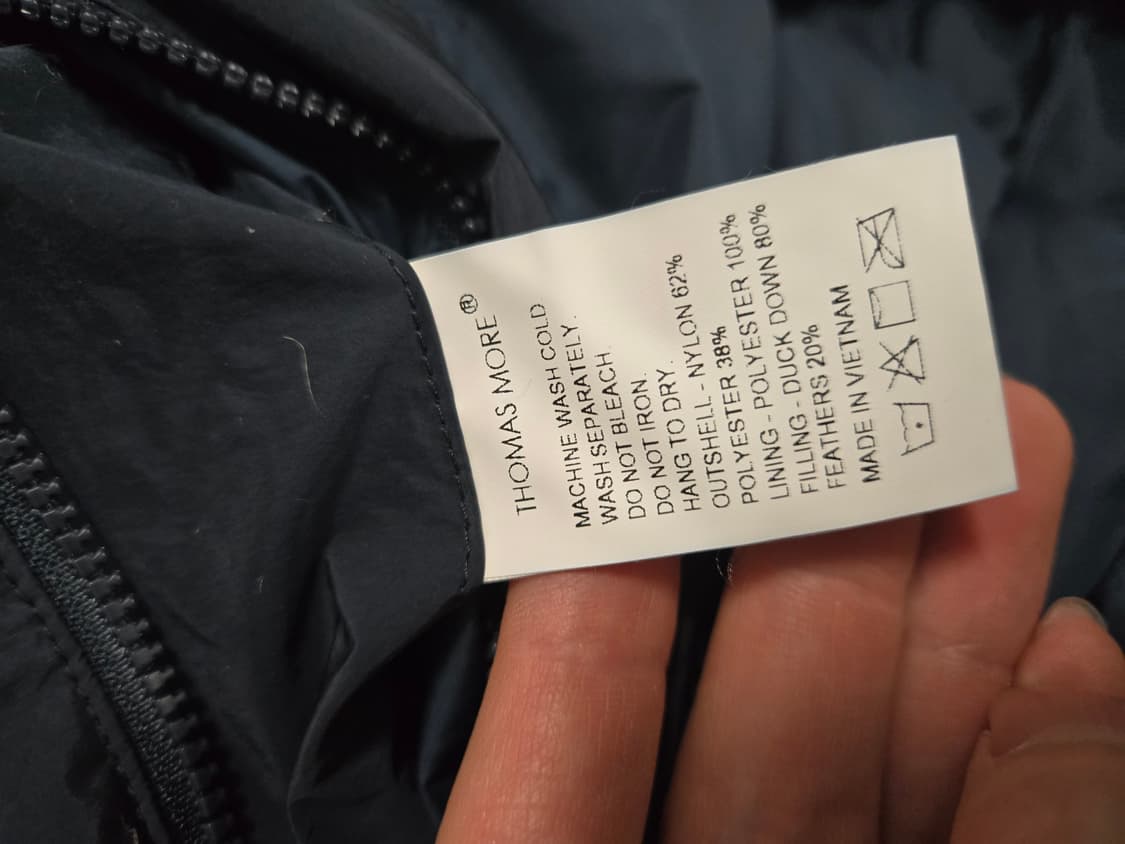 THOMAS MORE®
MACHINE WASH COLD
WASH SEPARATELY.
DO NOT BLEACH.
DO NOT IRON.
HANG TO DRY.
OUTSHELL - NYLON 62%
POLYESTER 38%
LINING - POLYESTER 100%
FILLING - DUCK DOWN 80%
FEATHERS 20%
MADE IN VIETNAM